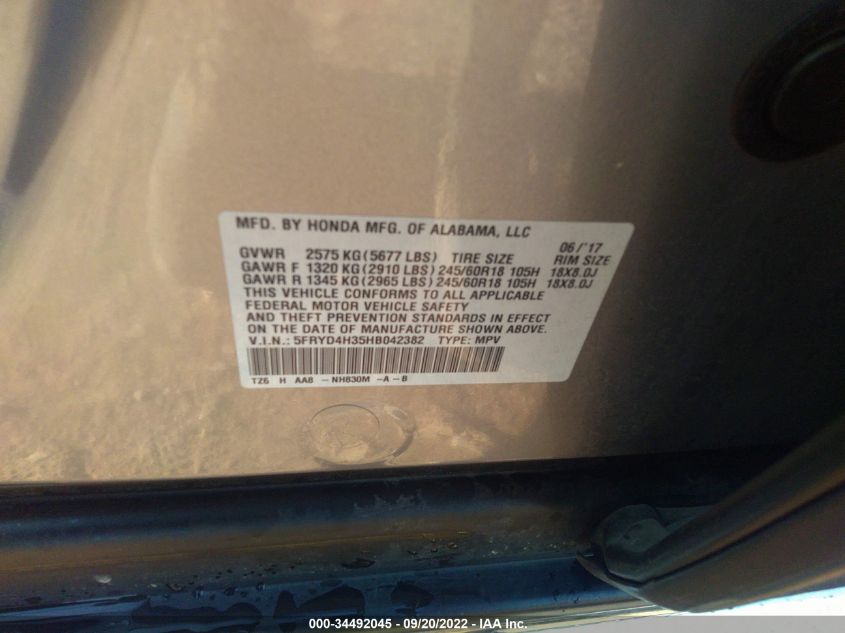 MFD. BY HONDA MFG. OF ALABAMA, LLC 06/'17
GVWR 2575 KG (5677 LBS) TIRE SIZE RIM SIZE
GAWR F 1320 KG (2910 LBS) 245/60R18 105H 18X8.0J
GAWR R 1345 KG (2965 LBS) 245/60R18 105H 18X8.0J
THIS VEHICLE CONFORMS TO ALL APPLICABLE
FEDERAL MOTOR VEHICLE SAFETY
AND THEFT PREVENTION STANDARDS IN EFFECT
ON THE DATE OF MANUFACTURE SHOWN ABOVE.
V.I.N.: 5FRYD4H35HB042382 TYPE: MPV
TZ6 H AA8 - NH830M -A - B
000-34492045 - 09/20/2022 - IAA Inc.